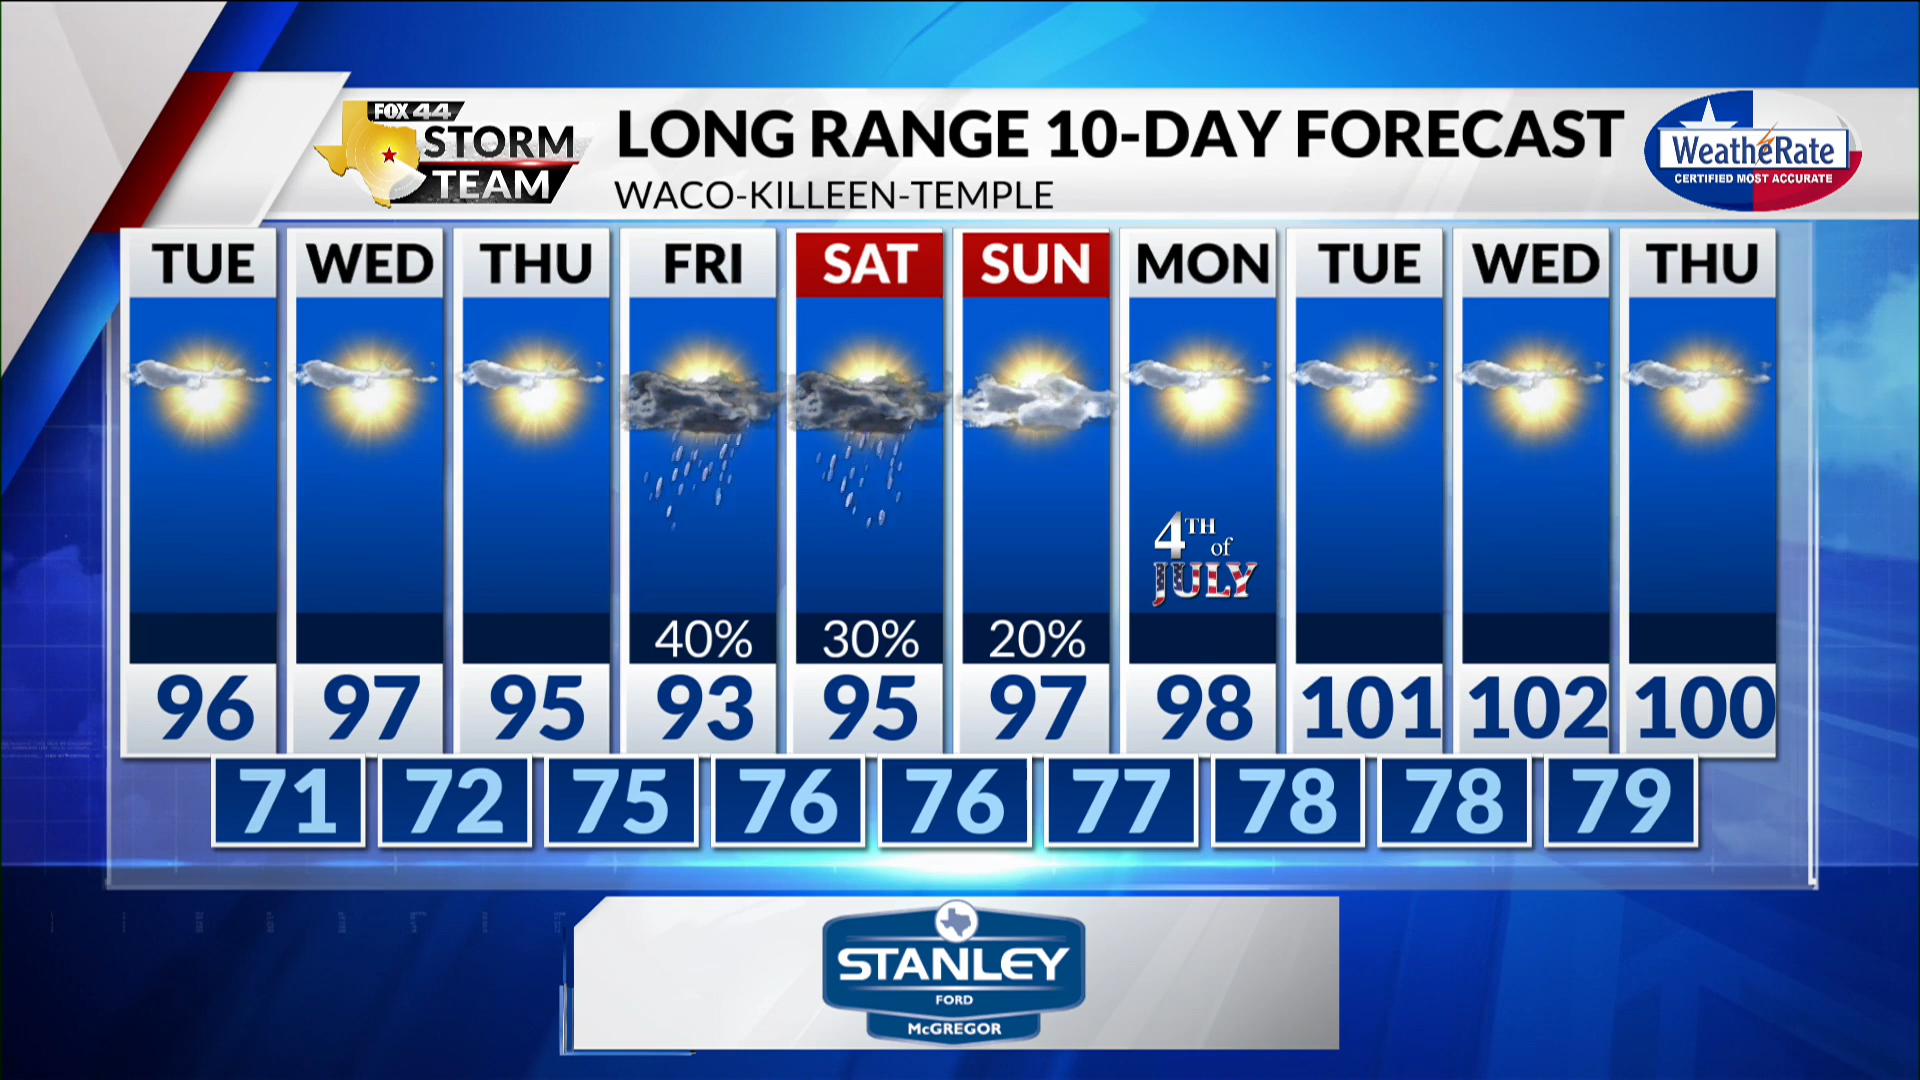 FOX 44
STORM
TEAM
LONG RANGE 10-DAY FORECAST
WACO-KILLEEN-TEMPLE
WeatheRate
CERTIFIED MOST ACCURATE
TUE WED THU FRI SAT SUN MON TUE WED THU
4TH
of
JULY
40% 30% 20%
96 97 95 93 95 97 98 101 102 100
71 72 75 76 76 77 78 78 79
STANLEY
FORD
McGREGOR